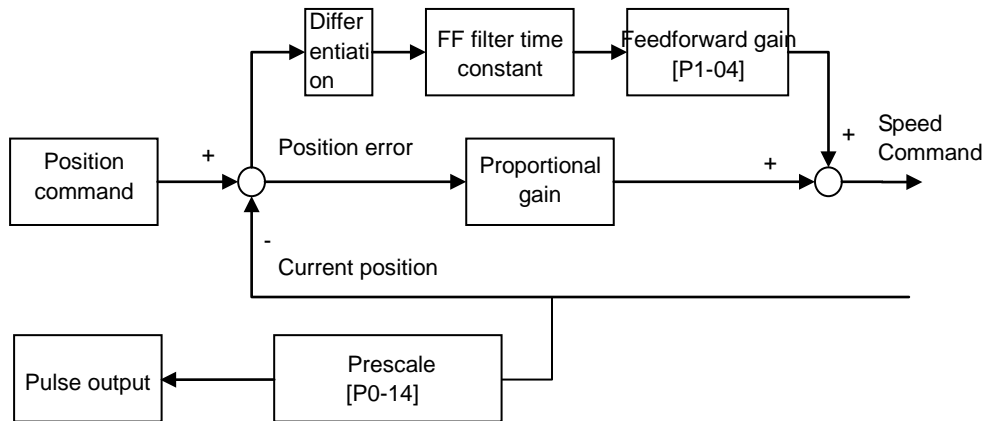 Differ
entiati
on
FF filter time
constant
Feedforward gain
[P1-04]
Position
command
+
Position error
Proportional
gain
+
+
Speed
Command
-
Current position
Pulse output
Prescale
[P0-14]